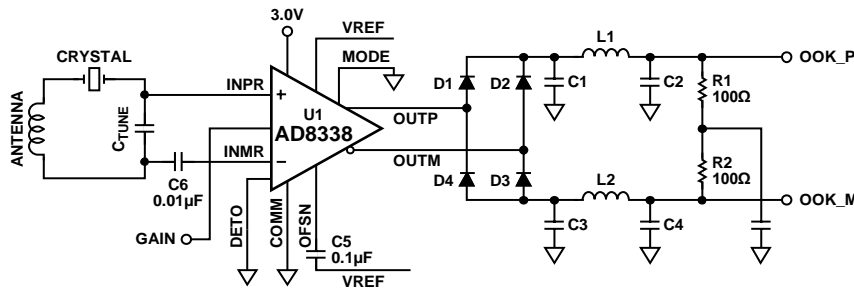 3.0V
VREF
MODE
CRYSTAL
ANTENNA
CTUNE
INPR
+
U1
AD8338
INMR
−
C6
0.01µF
GAIN
DETO
COMM
OFSN
C5
0.1µF
VREF
OUTP
OUTM
D1
D2
D4
D3
L1
C1
C2
R1
100Ω
OOK_P
R2
100Ω
L2
C3
C4
OOK_M